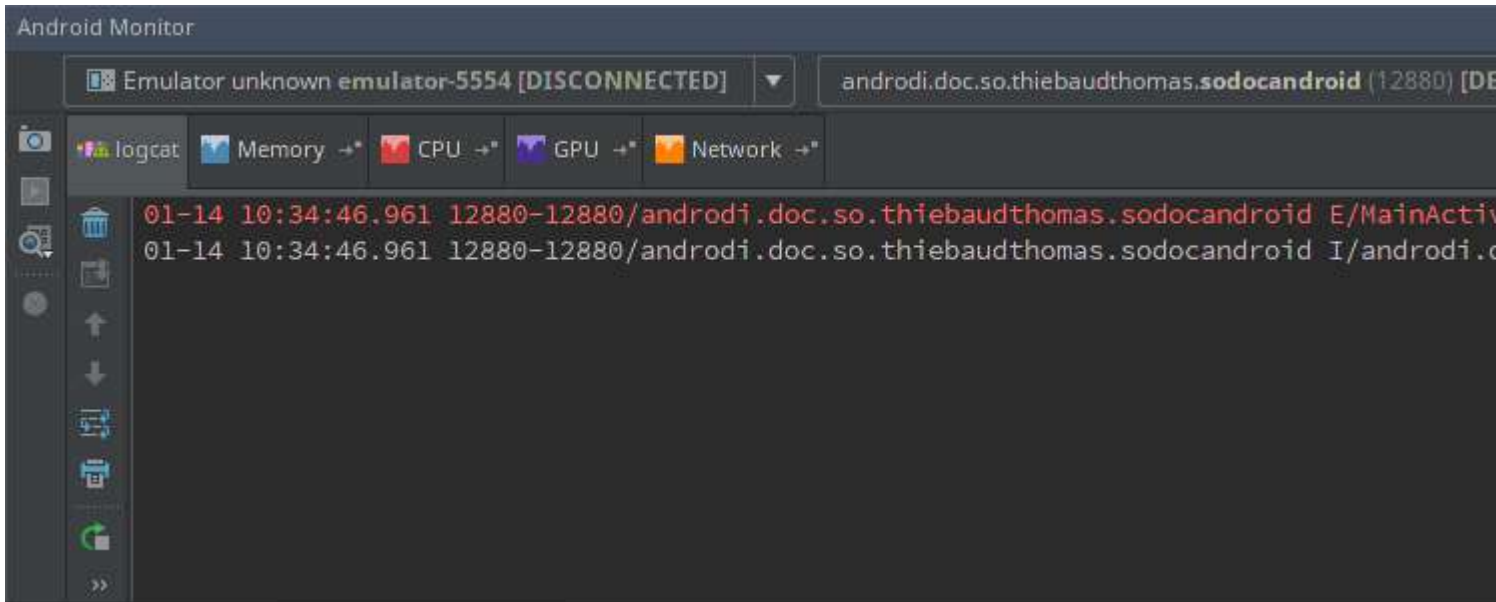 Android Monitor
Emulator unknown emulator-5554 [DISCONNECTED] androdi.doc.so.thiebaudthomas.sodocandroid (12880) [DE
logcat Memory CPU GPU Network
01-14 10:34:46.961 12880-12880/androdi.doc.so.thiebaudthomas.sodocandroid E/MainActiv
01-14 10:34:46.961 12880-12880/androdi.doc.so.thiebaudthomas.sodocandroid I/androdi.